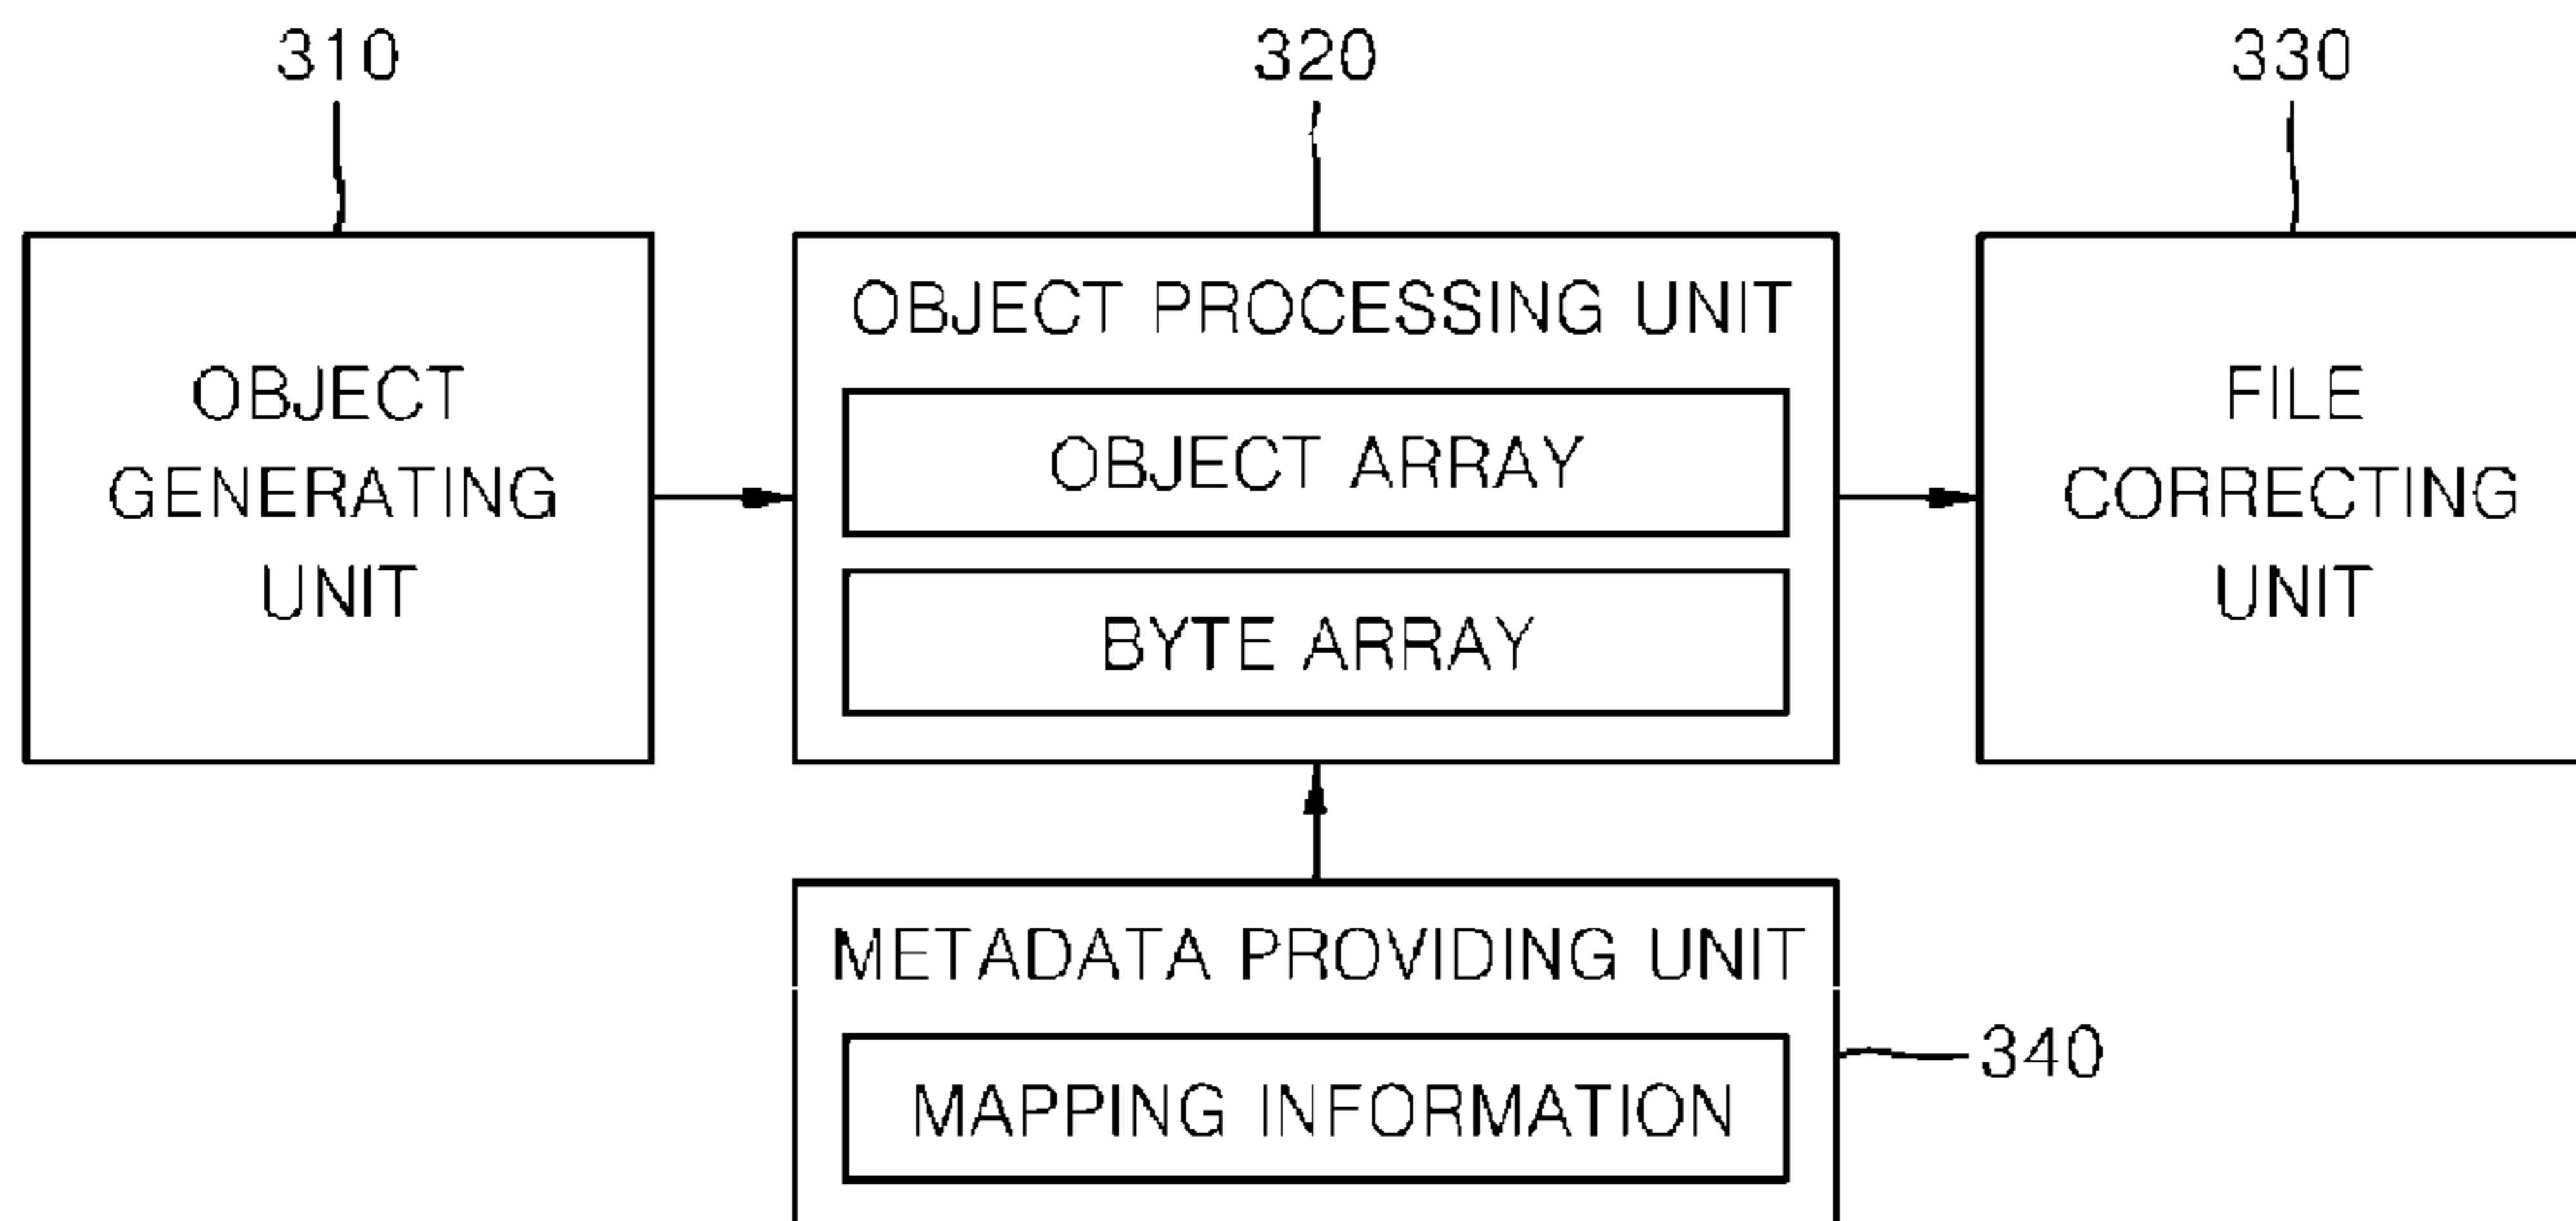 310
320
330
OBJECT
GENERATING
UNIT
OBJECT PROCESSING UNIT
OBJECT ARRAY
BYTE ARRAY
FILE
CORRECTING
UNIT
METADATA PROVIDING UNIT
MAPPING INFORMATION
340